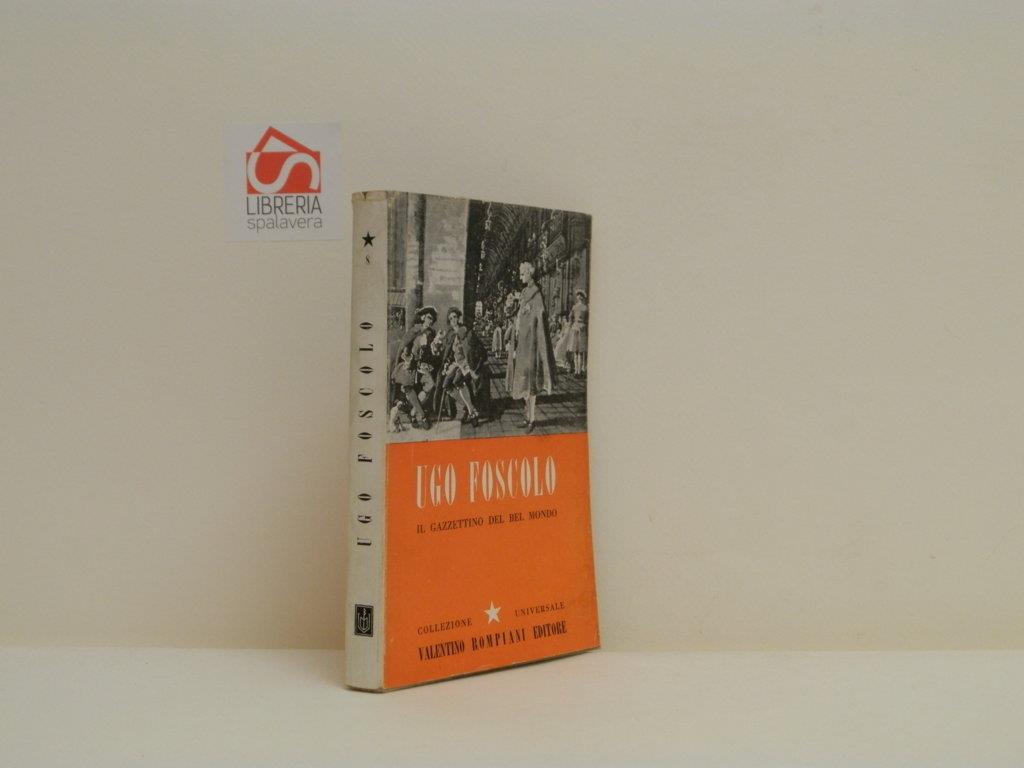 LIBRERIA
spalavera
8
UGO FOSCOLO
UGO FOSCOLO
IL GAZZETTINO DEL BEL MONDO
COLLEZIONE UNIVERSALE
VALENTINO BOMPIANI EDITORE